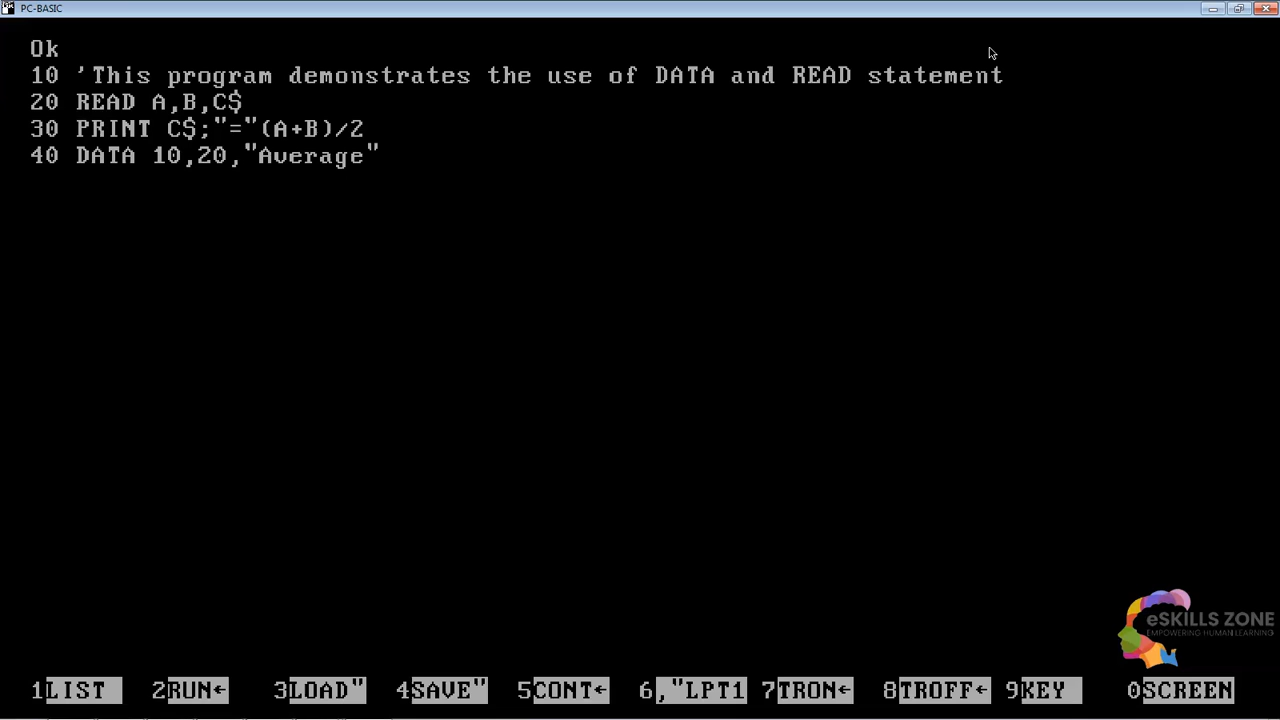 PC-BASIC
Ok
10 'This program demonstrates the use of DATA and READ statement
20 READ A,B,C$
30 PRINT C$;"="(A+B)/2
40 DATA 10,20,"Average"
eSKILLS ZONE
EMPOWERING HUMAN LEARNING
1LIST 2RUN← 3LOAD" 4SAVE" 5CONT← 6,"LPT1 7TRON← 8TROFF← 9KEY 0SCREEN